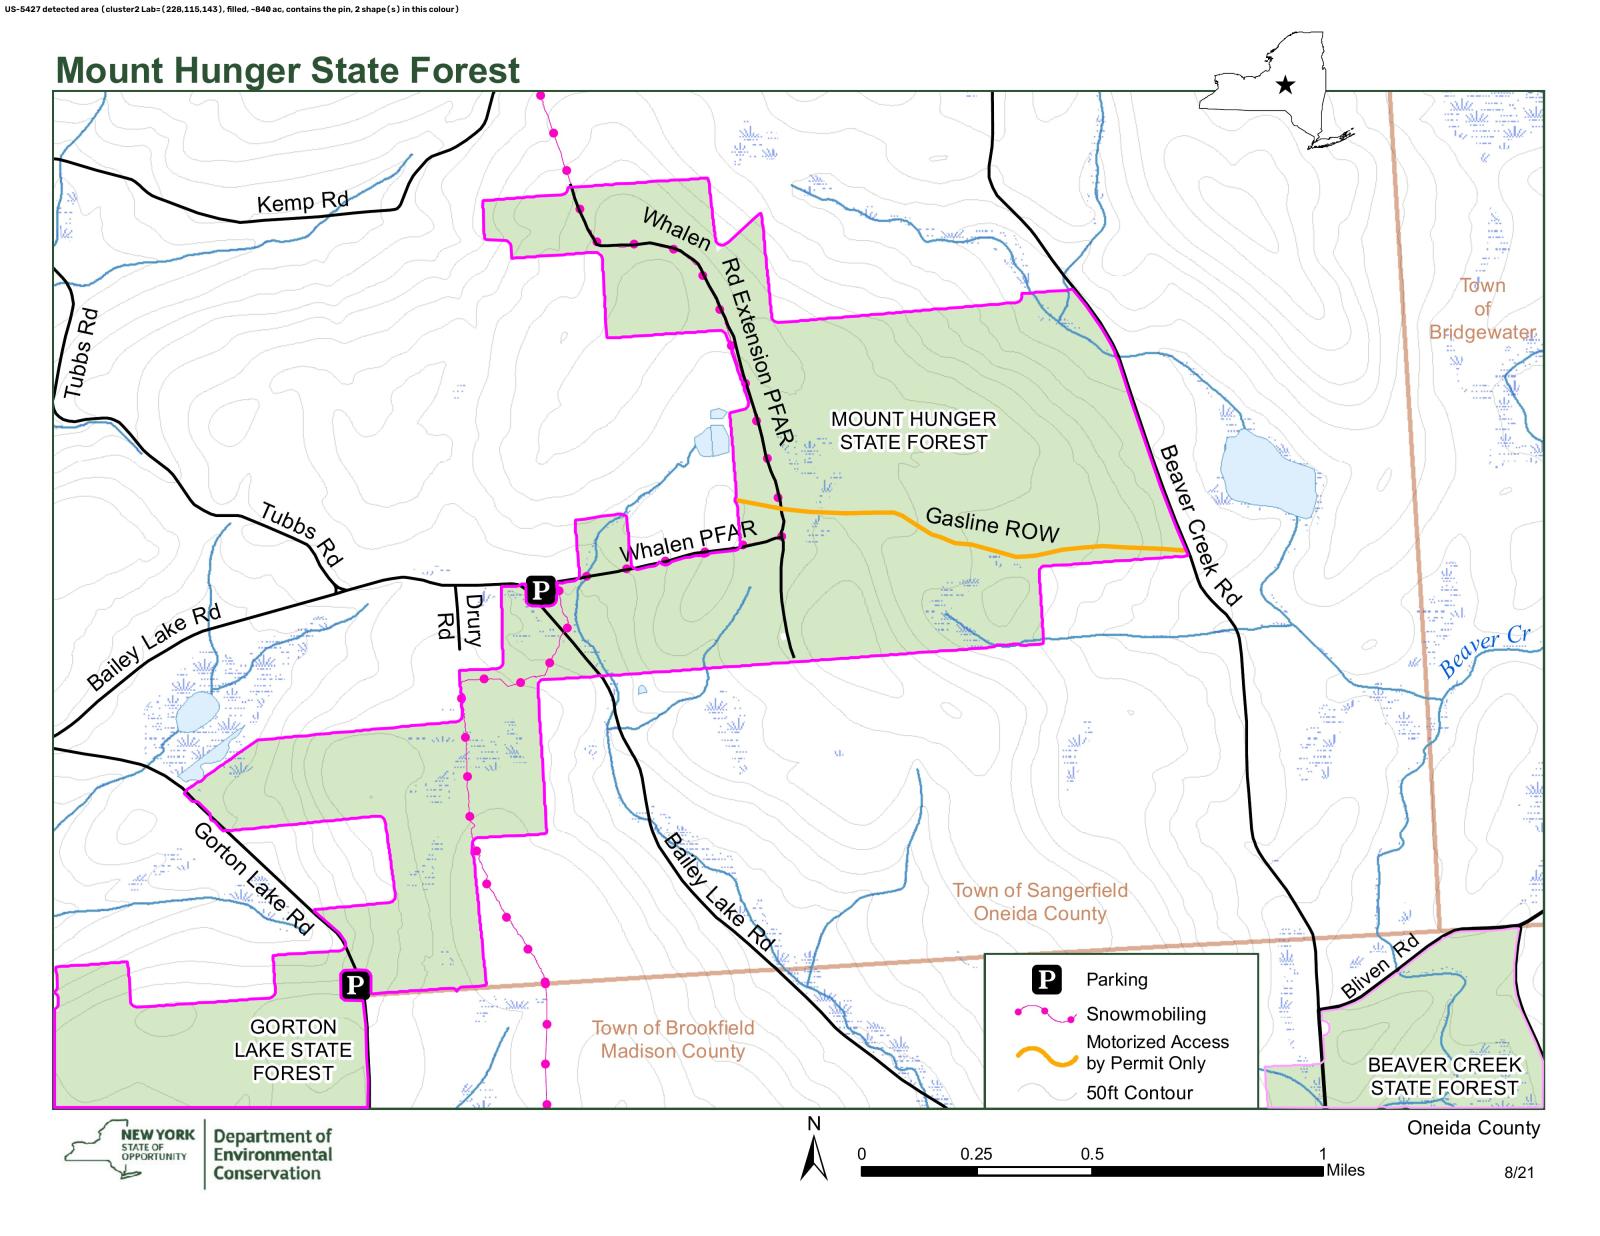 US-5427 detected area (cluster2 Lab=(228,115,143), filled, ~840 ac, contains the pin, 2 shape(s) in this colour)
Mount Hunger State Forest
Kemp Rd
Whalen
Rd Extension PFAR
Tubbs Rd
Town
of
Bridgewater
MOUNT HUNGER
STATE FOREST
Beaver Creek Rd
Tubbs Rd
Whalen PFAR
Gasline ROW
P
Drury
Rd
Bailey Lake Rd
Beaver Cr
Gorton Lake Rd
Bailey Lake Rd
Town of Sangerfield
Oneida County
Bliven Rd
P
GORTON
LAKE STATE
FOREST
Town of Brookfield
Madison County
P Parking
Snowmobiling
Motorized Access
by Permit Only
50ft Contour
BEAVER CREEK
STATE FOREST
NEW YORK
STATE OF
OPPORTUNITY
Department of
Environmental
Conservation
N
0 0.25 0.5 1
Miles
Oneida County
8/21